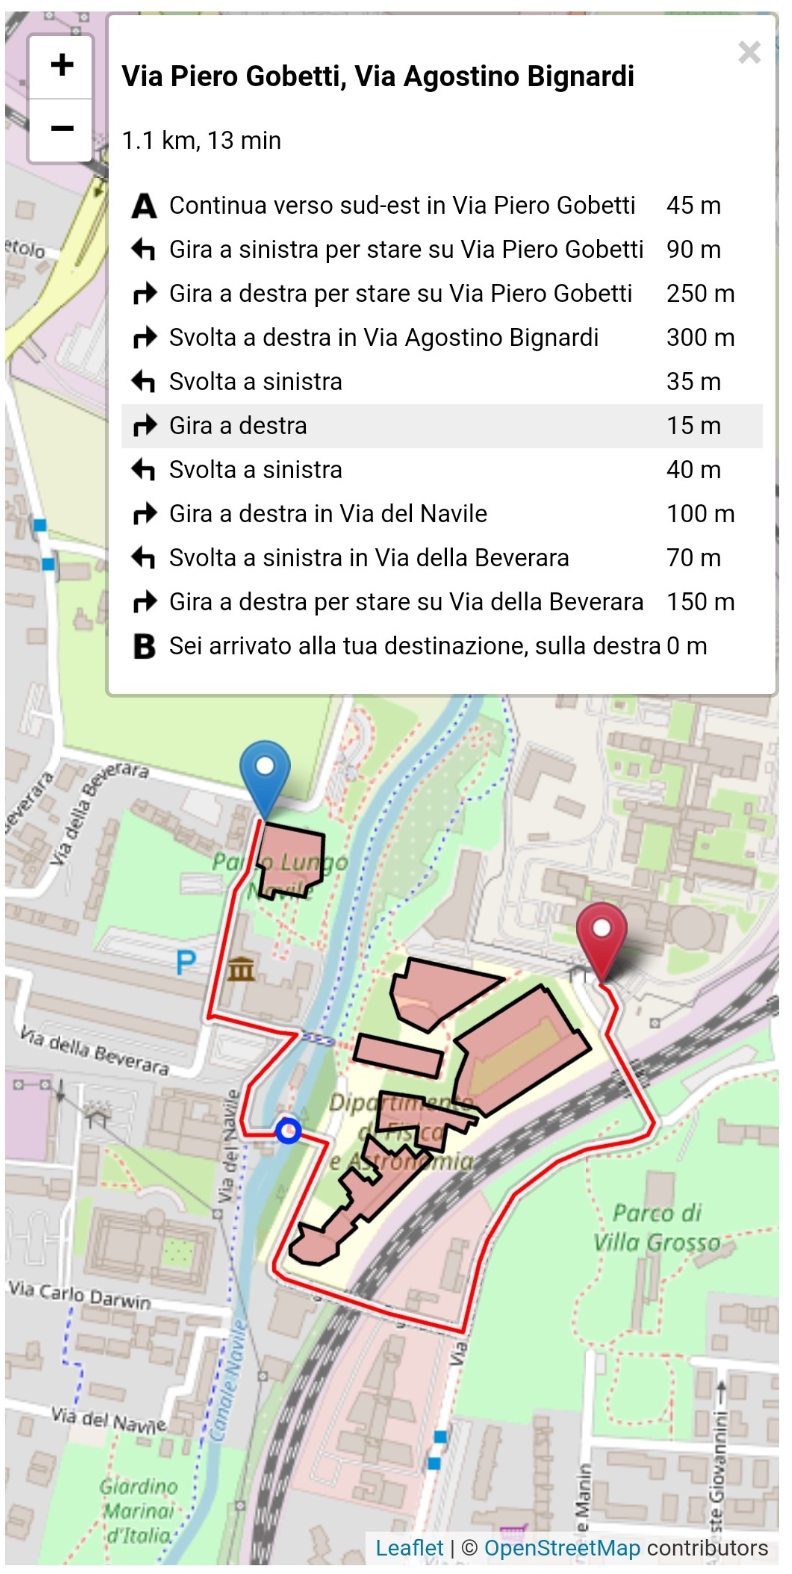 +
−
×
Via Piero Gobetti, Via Agostino Bignardi
1.1 km, 13 min
A Continua verso sud-est in Via Piero Gobetti 45 m
Gira a sinistra per stare su Via Piero Gobetti 90 m
Gira a destra per stare su Via Piero Gobetti 250 m
Svolta a destra in Via Agostino Bignardi 300 m
Svolta a sinistra 35 m
Gira a destra 15 m
Svolta a sinistra 40 m
Gira a destra in Via del Navile 100 m
Svolta a sinistra in Via della Beverara 70 m
Gira a destra per stare su Via della Beverara 150 m
B Sei arrivato alla tua destinazione, sulla destra 0 m
etolo
Beverara
Via della Beverara
Parco Lungo
Navile
P
Via della Beverara
Via del Navile
Dipartimento
di Fisica
e Astronomia
Parco di
Villa Grosso
Via Carlo Darwin
Via
Canale Navile
Via del Navile
Giardino
Marinai
d'Italia
e Manin
este Giovannini
Leaflet | © OpenStreetMap contributors